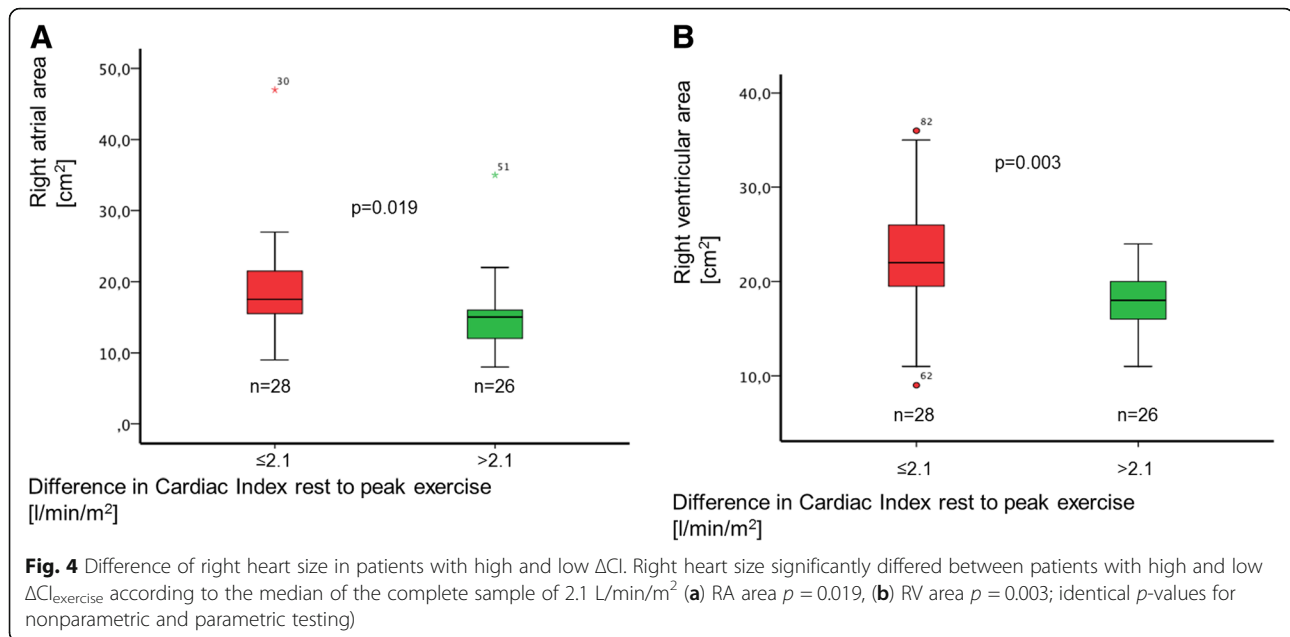 A
Right atrial area
[cm²]
50,0
40,0
30,0
20,0
10,0
,0
30
51
p=0.019
n=28
n=26
≤2.1
>2.1
Difference in Cardiac Index rest to peak exercise
[l/min/m²]
B
Right ventricular area
[cm²]
40,0
30,0
20,0
10,0
82
62
p=0.003
n=28
n=26
≤2.1
>2.1
Difference in Cardiac Index rest to peak exercise
[l/min/m²]
Fig. 4 Difference of right heart size in patients with high and low ΔCI. Right heart size significantly differed between patients with high and low
ΔCIexercise according to the median of the complete sample of 2.1 L/min/m² (a) RA area p = 0.019, (b) RV area p = 0.003; identical p-values for
nonparametric and parametric testing)